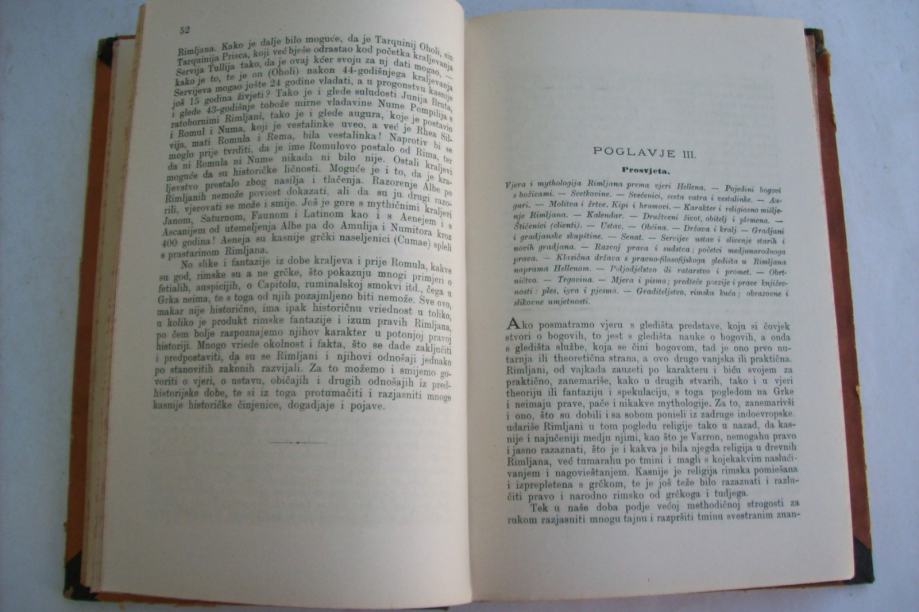 52
Rimljana. Kako je dalje bilo moguće, da je Tarquinij Oholi, sin
Tarquinija Prisca, koji već bješe odrastao kod početka kraljevanja
Servija Tullija tako, da je ovaj kćer svoju za nj dati mogao, —
kako je to, te je on (Oholi) nakon 44-godišnjega kraljevanja
Servijeva mogao jošte 24 godine vladati, a u progonstvu kasnije
još 15 godina živjeti? Tako je i glede suludosti Junija Bruta,
i glede 43-godišnje tobože mirne vladavine Nume Pompilija s
ratobornimi Rimljani, tako je i glede augura, koje je postavio
i Romul i Numa, koji je vestalinke uveo, a već je Rhea Sil-
vija, mati Romula i Rema, bila vestalinka! Naprotiv bi se
moglo prije tvrditi, da je ime Romulovo postalo od Rima, ter
da ni Romula ni Nume nikada ni bilo nije. Ostali kraljevi
moguće da su historičke ličnosti. Moguće je i to, da je kra-
ljevstvo prestalo zbog nasilja i tlačenja. Razorenje Albe po
Rimljanih nemože poviest dokazati, ali da su ju drugi razo-
rili, vjerovati se može i smije. Još je gore s mythičnimi kraljevi
Janom, Saturnom, Faunom i Latinom kao i s Aenejem i s
Ascanijem od utemeljenja Albe pa do Amulija i Numitora kroz
400 godina! Aeneja su kasnije grčki naseljenici (Cumae) spleli
s prastarinom Rimljana.
No slike i fantazije iz dobe kraljeva i prije Romula, kakve
su god, rimske su a ne grčke, što pokazuju mnogi primjeri o
fetialih, auspicijih, o Capitolu, ruminalskoj smokvi itd., čega u
Grka neima, te s toga od njih pozajmljeno biti nemože. Sve ovo,
makar nije historično, ima ipak historičnu vriednost u toliko,
u koliko je produkt rimske fantazije i izum pravih Rimljana,
po čem bolje raspoznajemo njihov karakter u potonjoj pravoj
historiji. Mnogo vriede okolnost i fakta, što se dade zaključiti
i predpostaviti, da su se Rimljani i njihovi odnošaji jednako
po stanovitih zakonih razvijali. Za to možemo i smijemo go-
voriti o vjeri, o ustavu, običajih i drugih odnošajih iz pred-
historijske dobe, te si iz toga protumačiti i razjasniti mnoge
kasnije historičke činjenice, dogadjaje i pojave.
POGLAVJE III.
Prosvjeta.
Vjera i mythologija Rimljana prema vjeri Hellena. — Pojedini bogovi
s božicami. — Svetkovine. — Svećenici, sveta vatra i vestalinke. — Au-
guri. — Molitva i žrtve. Kipi i hramovi. — Karakter i religiosno mišlje-
nje Rimljana. — Kalendar. — Družtveni život, obitelj i plemena. —
Štićenici (clienti). — Ustav. — Občina. — Država i kralj — Gradjani
i gradjanske skupštine. — Senat. — Servijev ustav i slivenje starih i
novih gradjana. — Razvoj prava i sudstva; početci medjunarodnoga
prava. — Klasična država s pravno-filosofijskoga gledišta u Rimljana
naprama Hellenom. — Poljodjelstvo ili ratarstvo i promet. — Obrt-
ničtvo. — Trgovina. — Mjera i pismo; predteče poezije i prace književ-
nosti: ples, igra i pjesma. — Graditeljstvo, rimska kuća; obrazovne i
slikovne umjetnosti.
Ako posmatramo vjeru s gledišta predstave, koju si čovjek
stvori o bogovih, to jest s gledišta nauke o bogovih, a onda
s gledišta službe, koje se čini bogovom, tad je ono prvo nu-
tarnja ili theoretična strana, a ovo drugo vanjska ili praktična.
Rimljani, od vajkada zauzeti po karakteru i biću svojem za
praktično, zanemariše, kako u drugih stvarih, tako i u vjeri
theoriju ili fantaziju i spekulaciju, s toga pogledom na Grke
i neimaju prave, pače i nikakve mythologije. Za to, zanemarivši
i ono, što su dobili i sa sobom ponieli iz zadruge indoevropske.
udariše Rimljani u tom pogledu religije tako u nazad, da kas-
nije i najučeniji medju njimi, kao što je Varron, nemogahu pravo
i jasno razaznati, što je i kakva je bila njegda religija u drevnih
Rimljana, već tumarahu po tmini i magli s kojekakvim naslući-
vanjem i nagovieštanjem. Kasnije je religija rimska pomiešana
i izprepletena s grčkom, te je još teže bilo razaznati i razlu-
čiti pravo i narodno rimsko od grčkoga i tudjega.
Tek u naše doba podje većoj methodičnoj strogosti za
rukom razjasniti mnogu tajnu i razpršiti tminu svestranim znan-